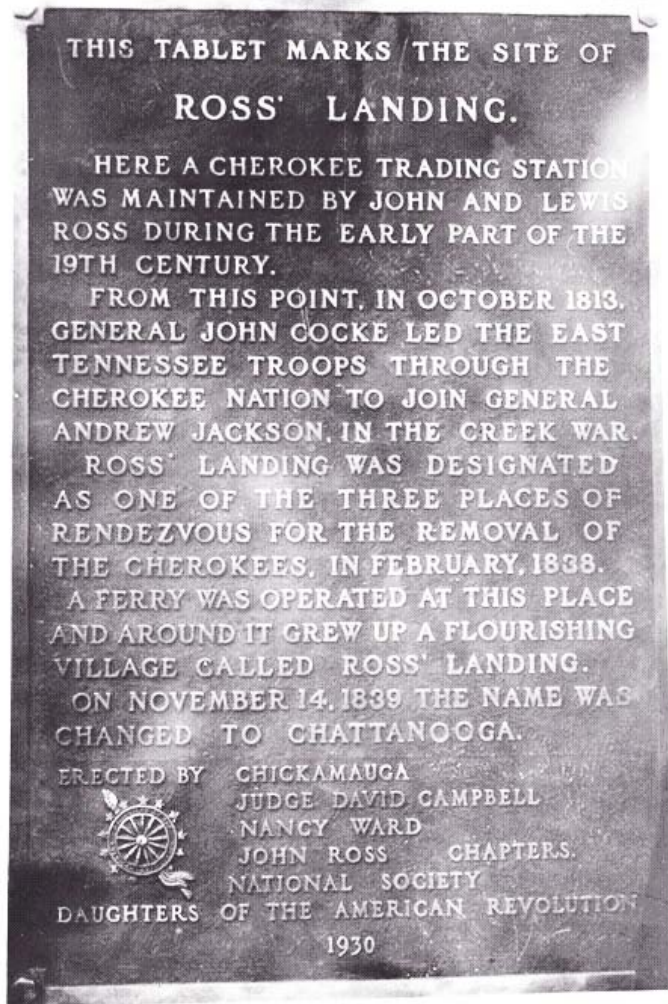 THIS TABLET MARKS THE SITE OF
ROSS' LANDING.
HERE A CHEROKEE TRADING STATION
WAS MAINTAINED BY JOHN AND LEWIS
ROSS DURING THE EARLY PART OF THE
19TH CENTURY.
FROM THIS POINT, IN OCTOBER 1813,
GENERAL JOHN COCKE LED THE EAST
TENNESSEE TROOPS THROUGH THE
CHEROKEE NATION TO JOIN GENERAL
ANDREW JACKSON, IN THE CREEK WAR.
ROSS' LANDING WAS DESIGNATED
AS ONE OF THE THREE PLACES OF
RENDEZVOUS FOR THE REMOVAL OF
THE CHEROKEES, IN FEBRUARY, 1838.
A FERRY WAS OPERATED AT THIS PLACE
AND AROUND IT GREW UP A FLOURISHING
VILLAGE CALLED ROSS' LANDING.
ON NOVEMBER 14, 1839 THE NAME WAS
CHANGED TO CHATTANOOGA.
ERECTED BY CHICKAMAUGA
JUDGE DAVID CAMPBELL
NANCY WARD
JOHN ROSS CHAPTERS.
NATIONAL SOCIETY
DAUGHTERS OF THE AMERICAN REVOLUTION
1930